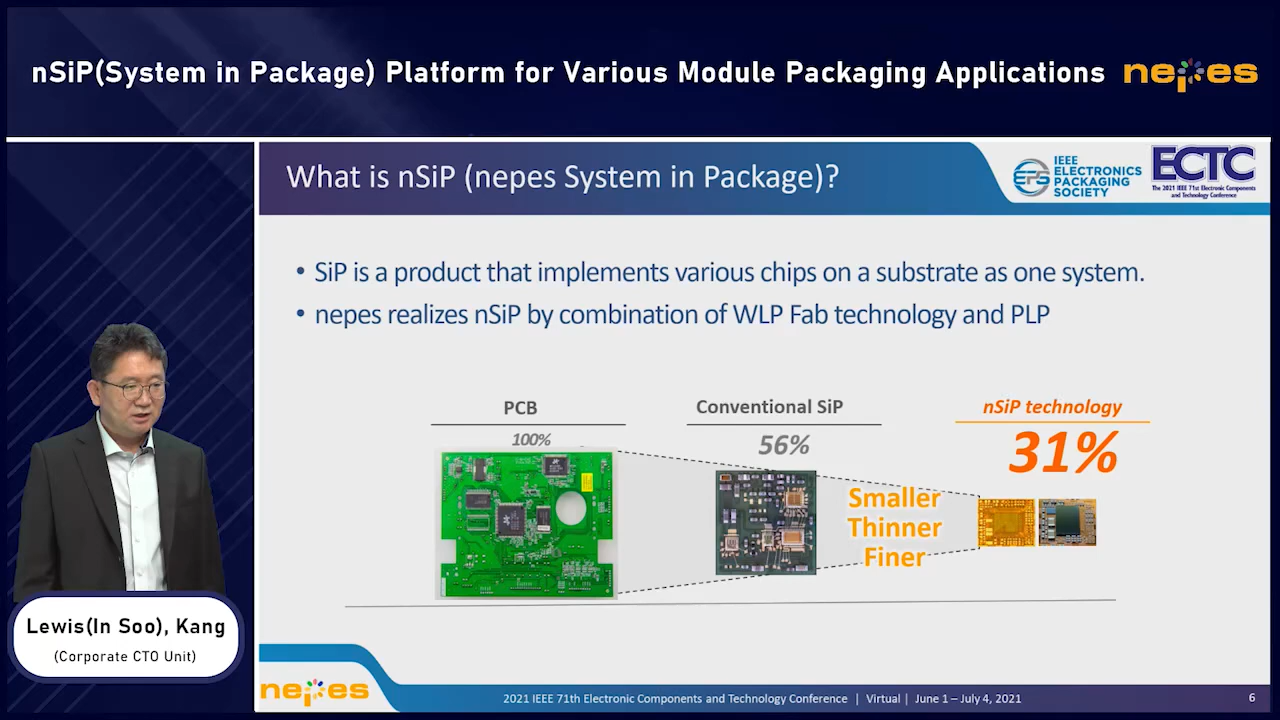 nSiP(System in Package) Platform for Various Module Packaging Applications
nepes
What is nSiP (nepes System in Package)?
EPS
IEEE
ELECTRONICS
PACKAGING
SOCIETY
ECTC
The 2021 IEEE 71st Electronic Components
and Technology Conference
• SiP is a product that implements various chips on a substrate as one system.
• nepes realizes nSiP by combination of WLP Fab technology and PLP
PCB
100%
Conventional SiP
56%
nSiP technology
31%
Smaller
Thinner
Finer
Lewis(In Soo), Kang
(Corporate CTO Unit)
nepes
2021 IEEE 71th Electronic Components and Technology Conference | Virtual | June 1 – July 4, 2021
6